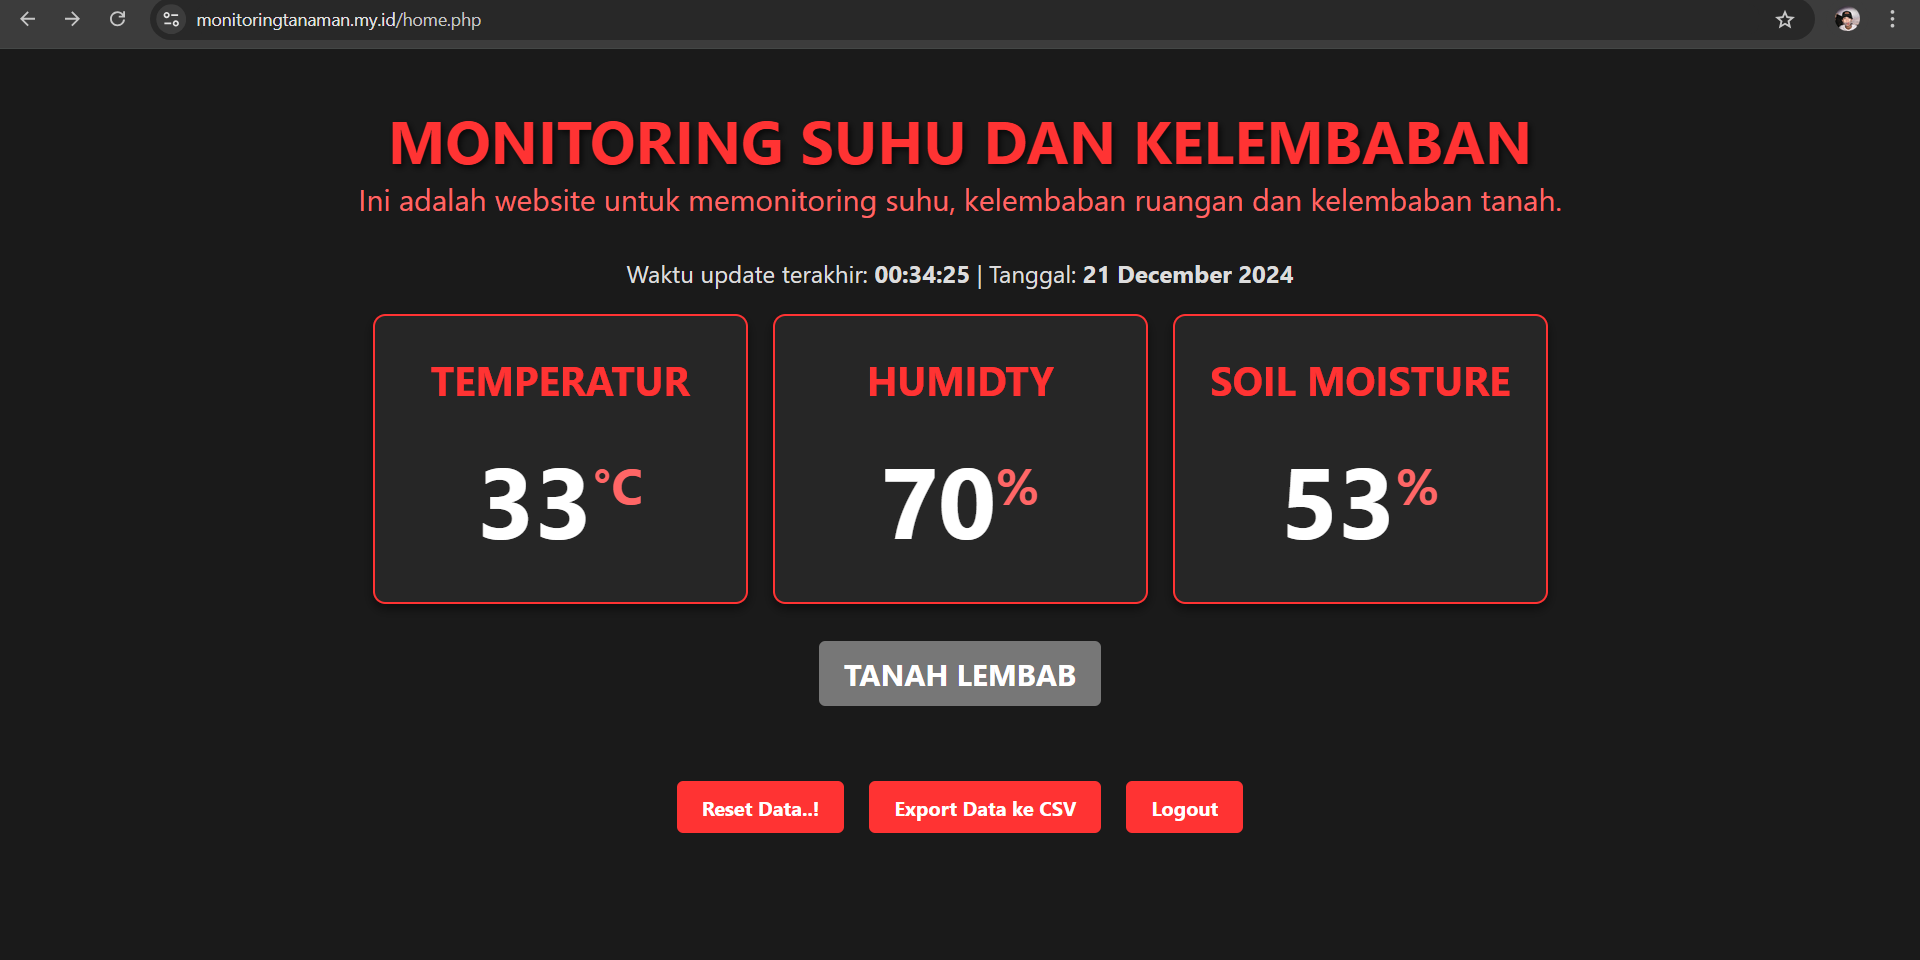 monitoringtanaman.my.id/home.php
MONITORING SUHU DAN KELEMBABAN
Ini adalah website untuk memonitoring suhu, kelembaban ruangan dan kelembaban tanah.
Waktu update terakhir: 00:34:25 | Tanggal: 21 December 2024
TEMPERATUR
33°C
HUMIDTY
70%
SOIL MOISTURE
53%
TANAH LEMBAB
Reset Data..!
Export Data ke CSV
Logout